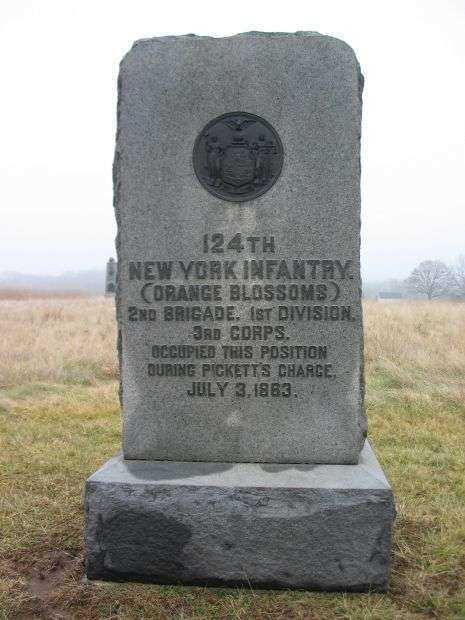 124TH
NEW YORK INFANTRY.
(ORANGE BLOSSOMS)
2ND BRIGADE. 1ST DIVISION.
3RD CORPS.
OCCUPIED THIS POSITION
DURING PICKETT'S CHARGE.
JULY 3, 1863.